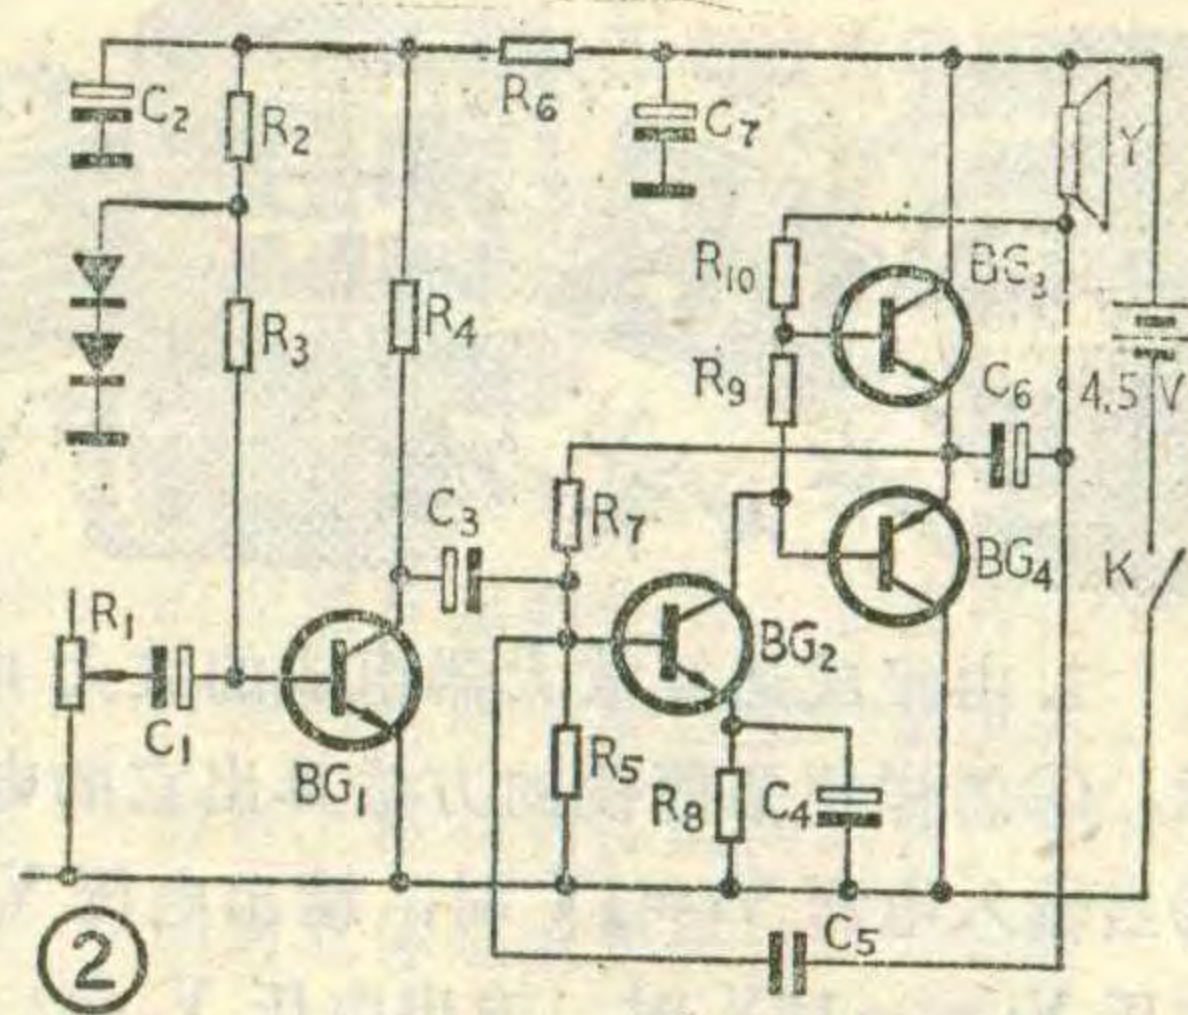 C₂
R₂
R₆
C₇
Y
R₁₀
BG₃
R₃
R₄
R₉
C₆
4.5V
C₃
R₇
BG₄
K
R₁
BG₂
C₁
BG₁
R₅
R₈
C₄
C₅
②